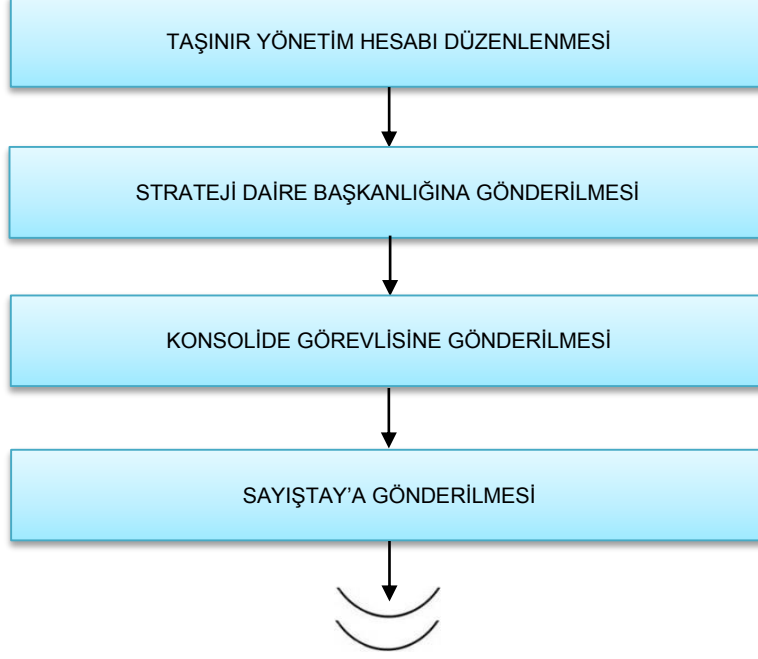 TAŞINIR YÖNETİM HESABI DÜZENLENMESİ
STRATEJİ DAİRE BAŞKANLIĞINA GÖNDERİLMESİ
KONSOLİDE GÖREVLİSİNE GÖNDERİLMESİ
SAYIŞTAY’A GÖNDERİLMESİ